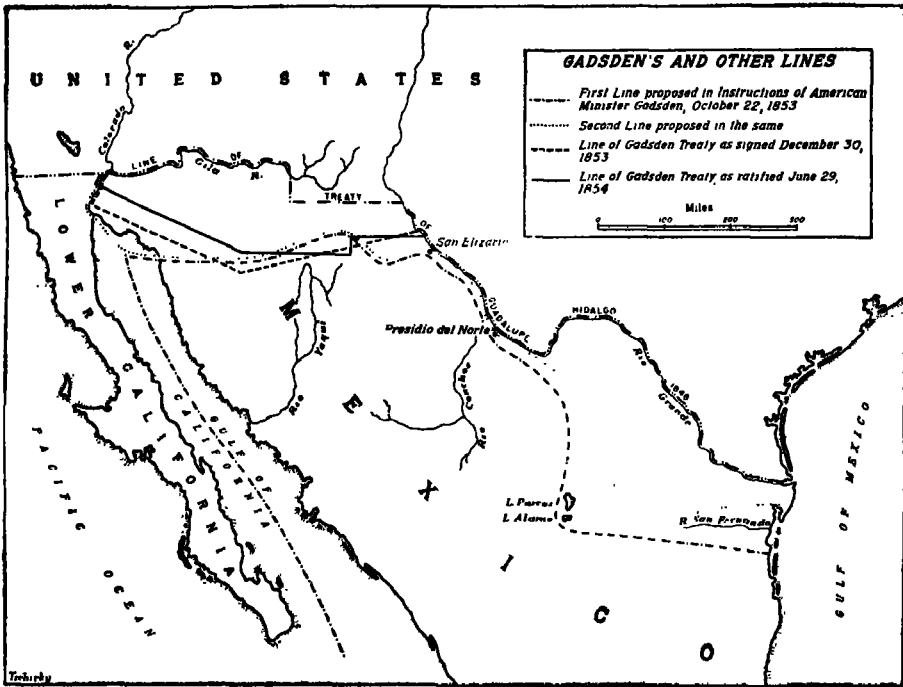 UNITED STATES
GADSDEN'S AND OTHER LINES
First Line proposed in Instructions of American
Minister Gadsden, October 22, 1853
Second Line proposed in the same
Line of Gadsden Treaty as signed December 30,
1853
Line of Gadsden Treaty as ratified June 29,
1854
Miles
0 100 200 300
Colorado R.
LINE OF
Gila R.
TREATY
OF
San Elizario
GUADALUPE
HIDALGO
1848
Rio Grande
Presidio del Norte
LOWER CALIFORNIA
GULF OF
CALIFORNIA
Rio Yaqui
Rio Conchos
MEXICO
L. Parras
L. Alamo
R. San Fernando
PACIFIC OCEAN
GULF OF MEXICO